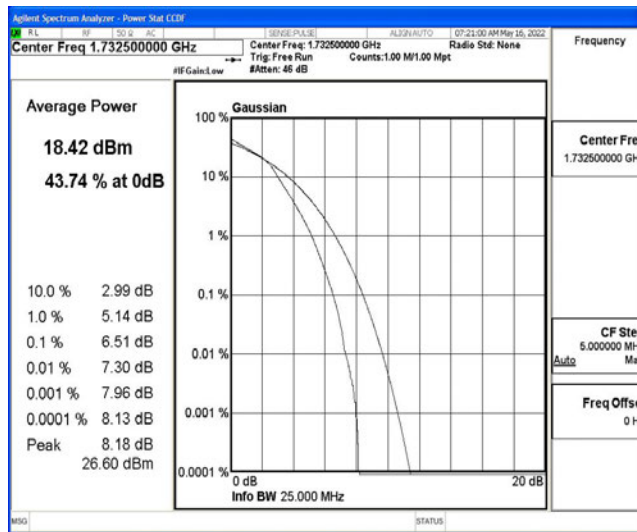 Agilent Spectrum Analyzer - Power Stat CCDF
RL RF 50 Ω AC SENSE:PULSE ALIGN AUTO 07:21:00 AM May 16, 2022
Center Freq 1.732500000 GHz
Center Freq: 1.732500000 GHz Radio Std: None
Trig: Free Run Counts:1.00 M/1.00 Mpt
#IFGain:Low #Atten: 46 dB
Frequency
Average Power
18.42 dBm
43.74 % at 0dB
10.0 % 2.99 dB
1.0 % 5.14 dB
0.1 % 6.51 dB
0.01 % 7.30 dB
0.001 % 7.96 dB
0.0001 % 8.13 dB
Peak 8.18 dB
26.60 dBm
Gaussian
100 %
10 %
1 %
0.1 %
0.01 %
0.001 %
0.0001 %
0 dB 20 dB
Info BW 25.000 MHz
Center Fre
1.732500000 GH
CF Ste
5.000000 MH
Auto Ma
Freq Offs
0 H
MSG STATUS